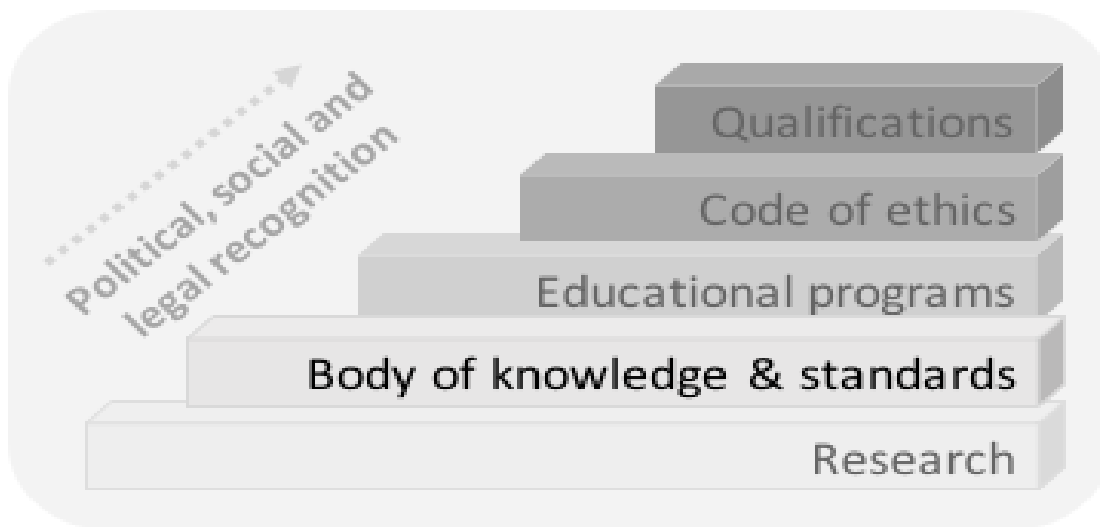 Political, social and
legal recognition
Qualifications
Code of ethics
Educational programs
Body of knowledge & standards
Research